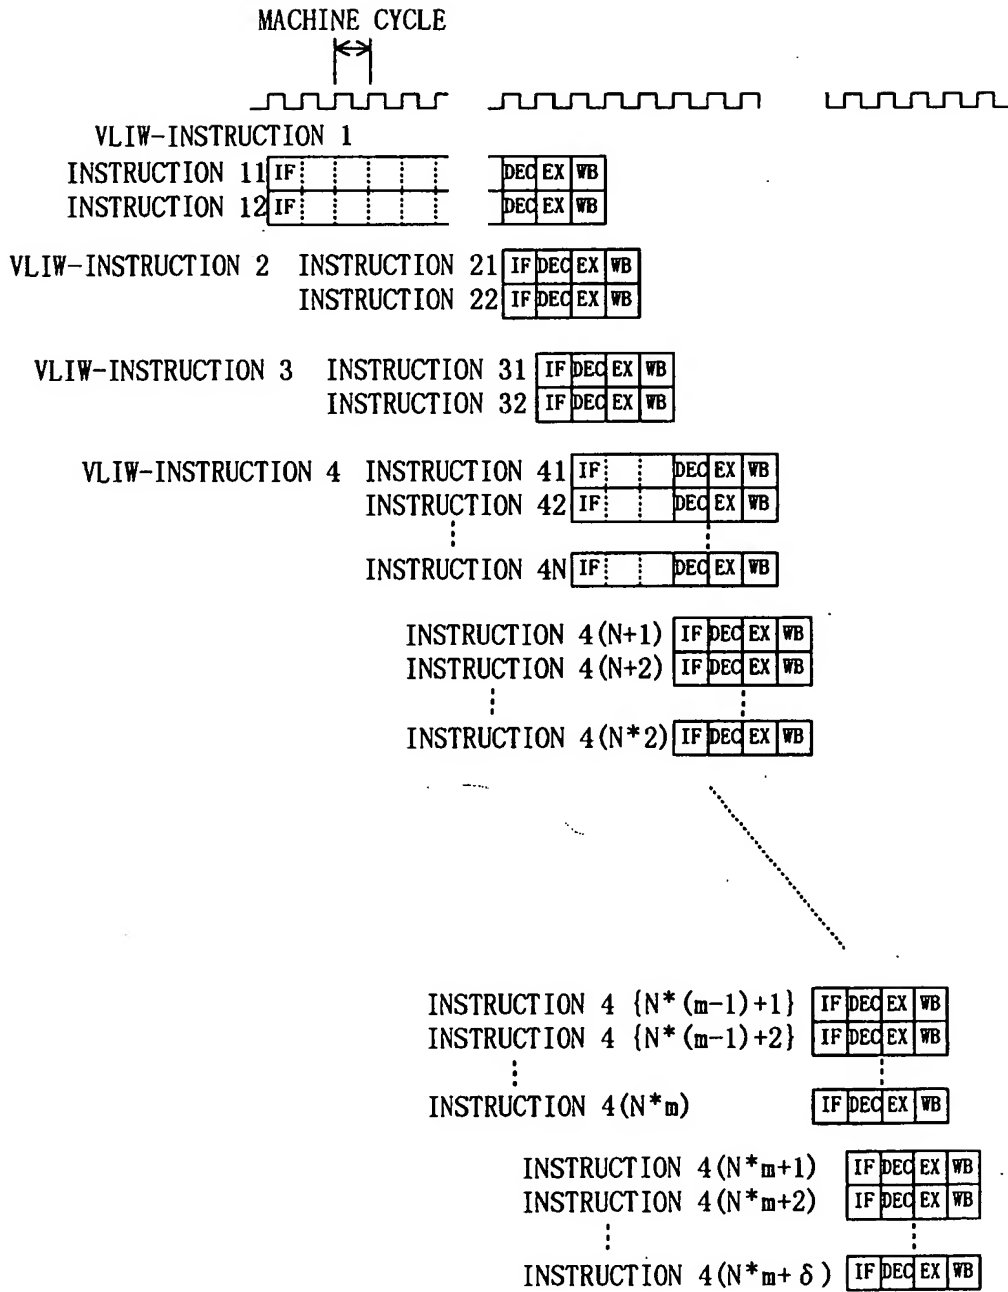 MACHINE CYCLE
VLIW-INSTRUCTION 1
INSTRUCTION 11 IF DEC EX WB
INSTRUCTION 12 IF DEC EX WB
VLIW-INSTRUCTION 2 INSTRUCTION 21 IF DEC EX WB
INSTRUCTION 22 IF DEC EX WB
VLIW-INSTRUCTION 3 INSTRUCTION 31 IF DEC EX WB
INSTRUCTION 32 IF DEC EX WB
VLIW-INSTRUCTION 4 INSTRUCTION 41 IF DEC EX WB
INSTRUCTION 42 IF DEC EX WB
INSTRUCTION 4N IF DEC EX WB
INSTRUCTION 4(N+1) IF DEC EX WB
INSTRUCTION 4(N+2) IF DEC EX WB
INSTRUCTION 4(N*2) IF DEC EX WB
INSTRUCTION 4 {N*(m-1)+1} IF DEC EX WB
INSTRUCTION 4 {N*(m-1)+2} IF DEC EX WB
INSTRUCTION 4(N*m) IF DEC EX WB
INSTRUCTION 4(N*m+1) IF DEC EX WB
INSTRUCTION 4(N*m+2) IF DEC EX WB
INSTRUCTION 4(N*m+δ) IF DEC EX WB